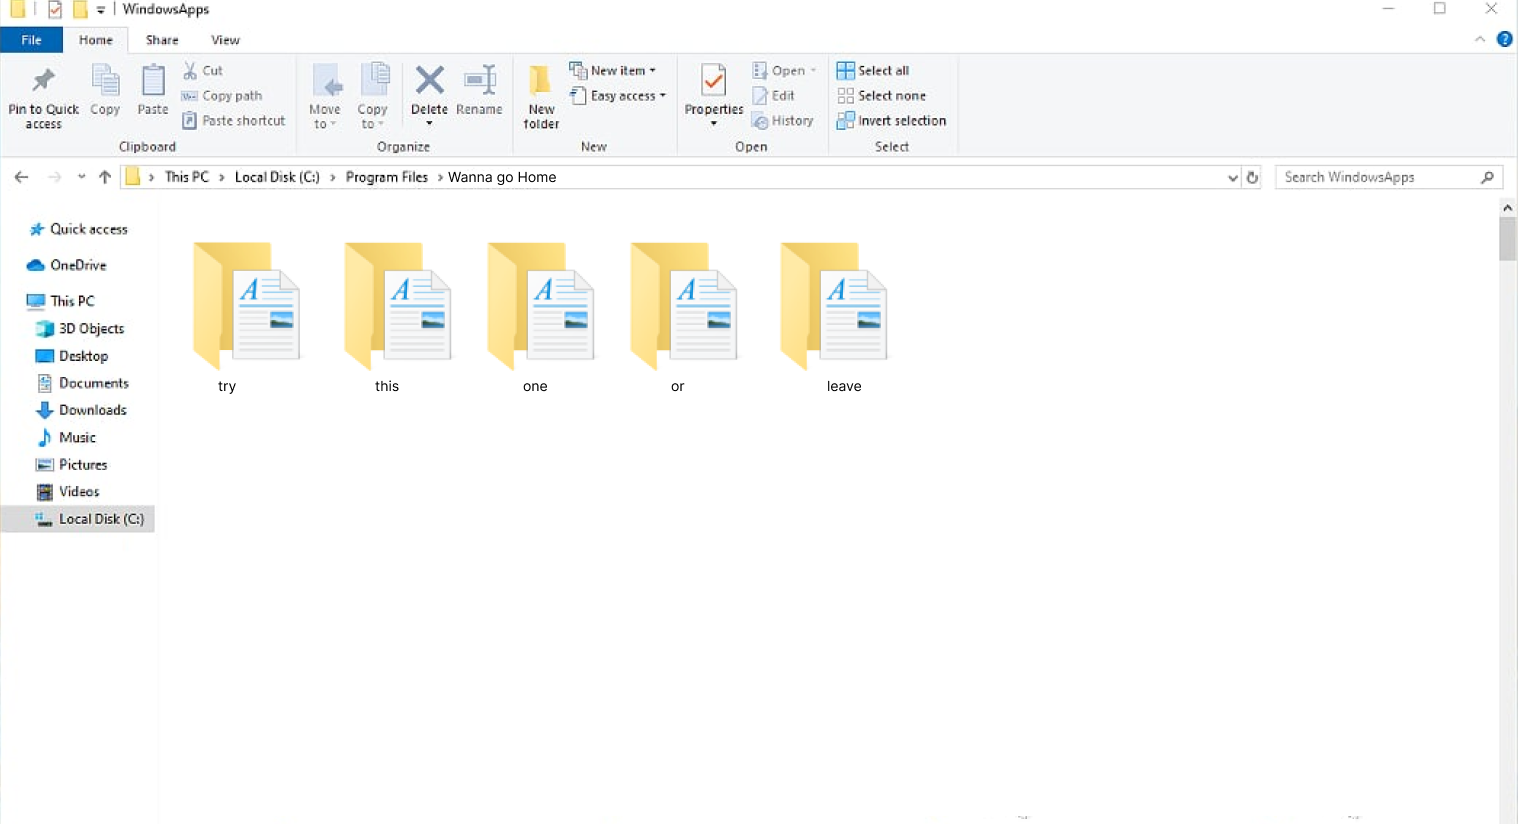 WindowsApps
File Home Share View
Pin to Quick access
Copy
Paste
Cut
Copy path
Paste shortcut
Clipboard
Move to
Copy to
Delete
Rename
Organize
New folder
New item
Easy access
New
Properties
Open
Edit
History
Open
Select all
Select none
Invert selection
Select
This PC > Local Disk (C:) > Program Files > Wanna go Home
Search WindowsApps
Quick access
OneDrive
This PC
3D Objects
Desktop
Documents
Downloads
Music
Pictures
Videos
Local Disk (C:)
try this one or leave